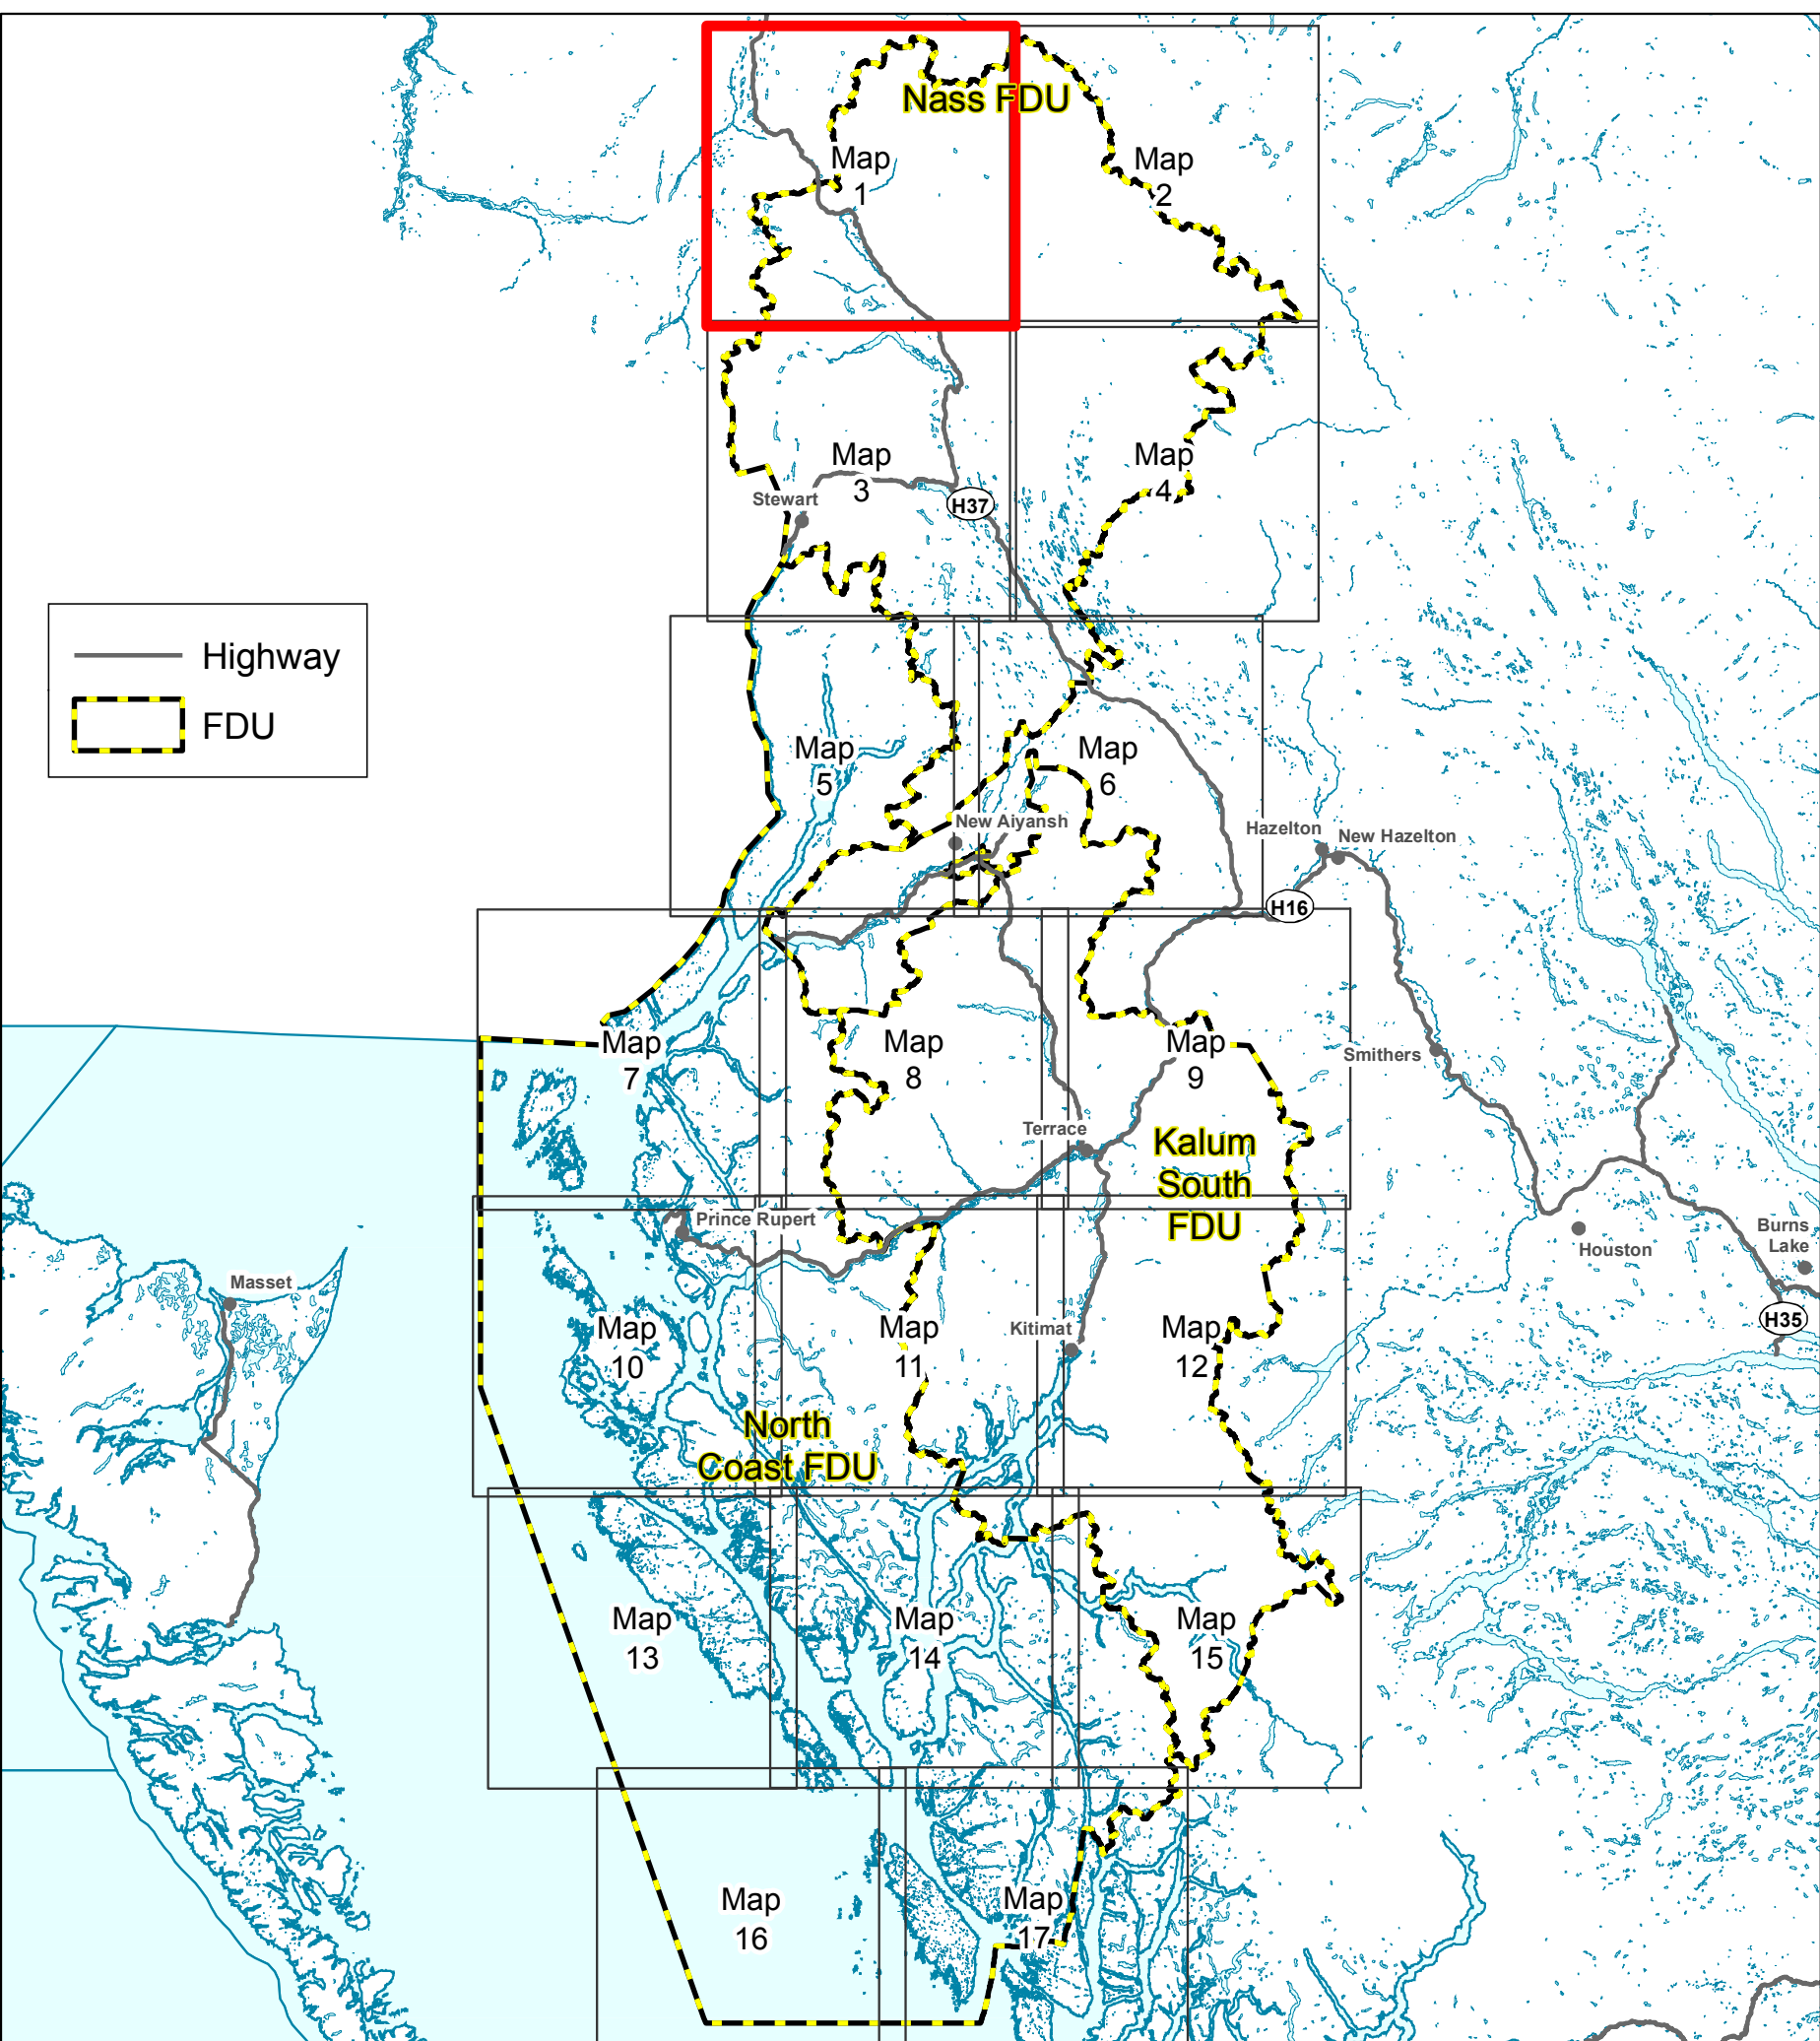 Nass FDU
Map
1
Map
2
Map
3
Map
4
Stewart
H37
Highway
FDU
Map
5
Map
6
New Aiyansh
Hazelton
New Hazelton
H16
Map
7
Map
8
Map
9
Smithers
Terrace
Kalum
South
FDU
Prince Rupert
Houston
Burns
Lake
Masset
H35
Map
10
Map
11
Kitimat
Map
12
North
Coast FDU
Map
13
Map
14
Map
15
Map
16
Map
17